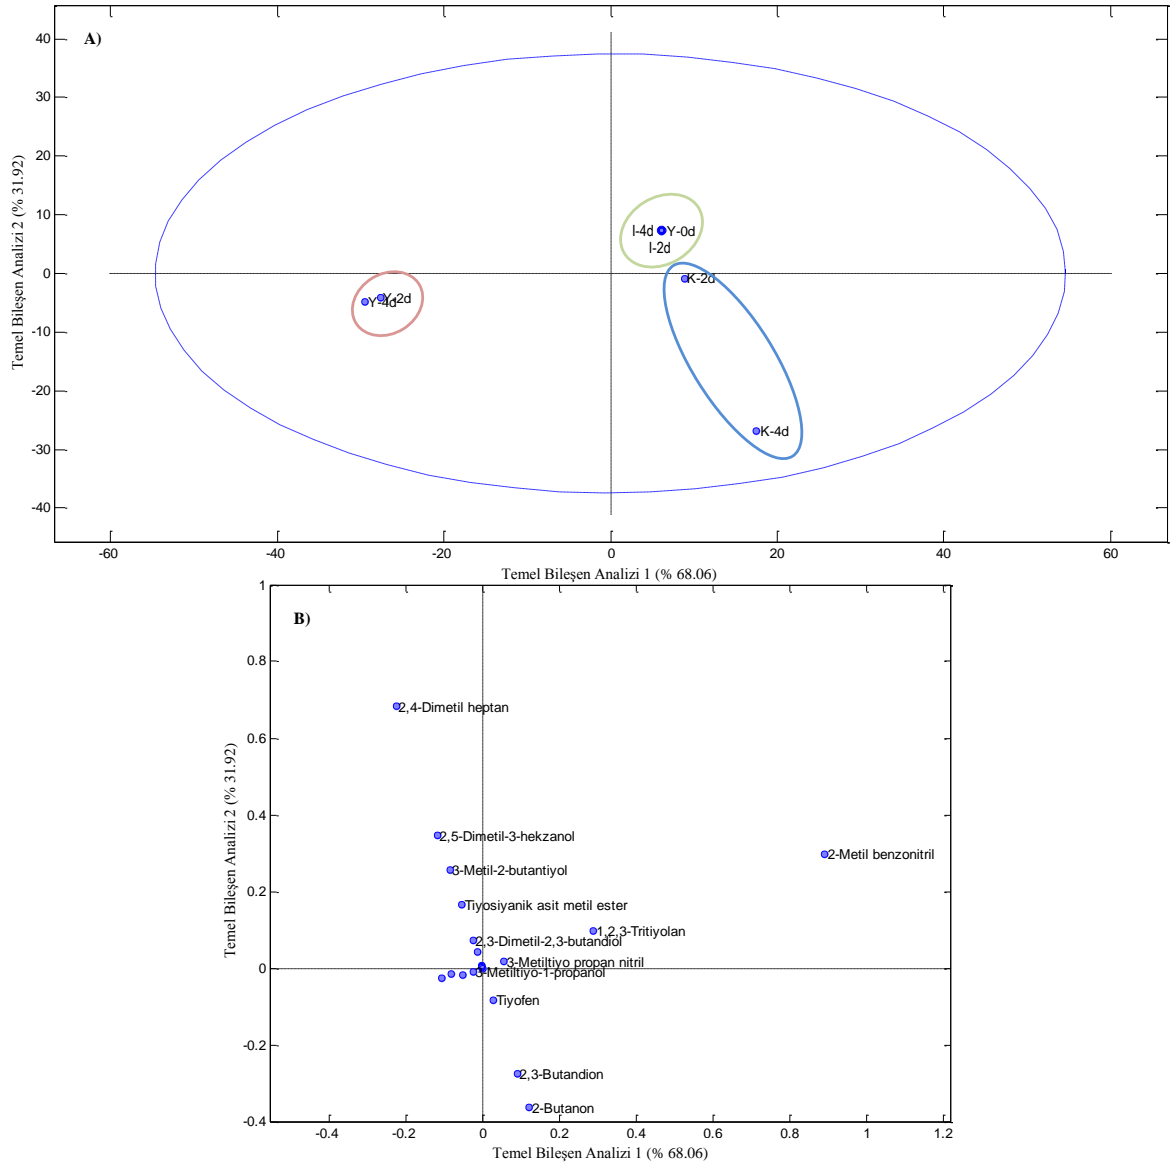 A)
40
30
20
10
0
-10
-20
-30
-40
Temel Bileşen Analizi 2 (% 31.92)
I-4d
Y-0d
I-2d
K-2d
Y-4d
Y-2d
K-4d
-60
-40
-20
0
20
40
60
Temel Bileşen Analizi 1 (% 68.06)
B)
1
0.8
0.6
0.4
0.2
0
-0.2
-0.4
Temel Bileşen Analizi 2 (% 31.92)
2,4-Dimetil heptan
2,5-Dimetil-3-hekzanol
2-Metil benzonitril
3-Metil-2-butantiyol
Tiyosiyanik asit metil ester
1,2,3-Tritiyolan
2,3-Dimetil-2,3-butandiol
3-Metiltiyo propan nitril
3-Metiltiyo-1-propanol
Tiyofen
2,3-Butandion
2-Butanon
-0.4
-0.2
0
0.2
0.4
0.6
0.8
1
1.2
Temel Bileşen Analizi 1 (% 68.06)